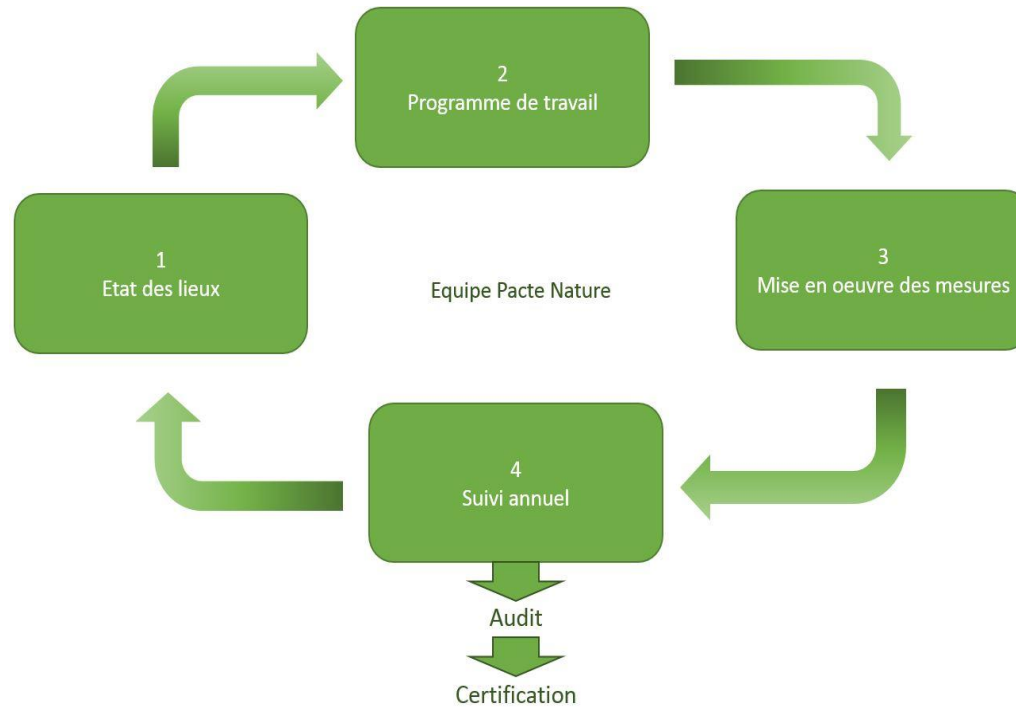 2
Programme de travail
1
Etat des lieux
3
Mise en oeuvre des mesures
Equipe Pacte Nature
4
Suivi annuel
Audit
Certification